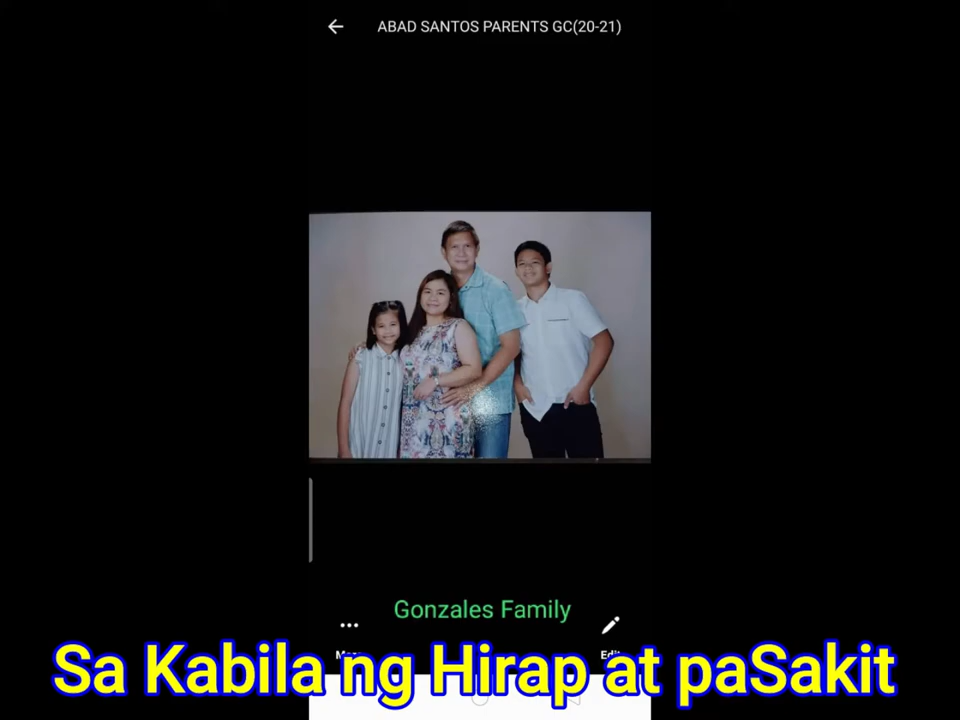 ABAD SANTOS PARENTS GC(20-21)
Gonzales Family
Sa Kabila ng Hirap at paSakit